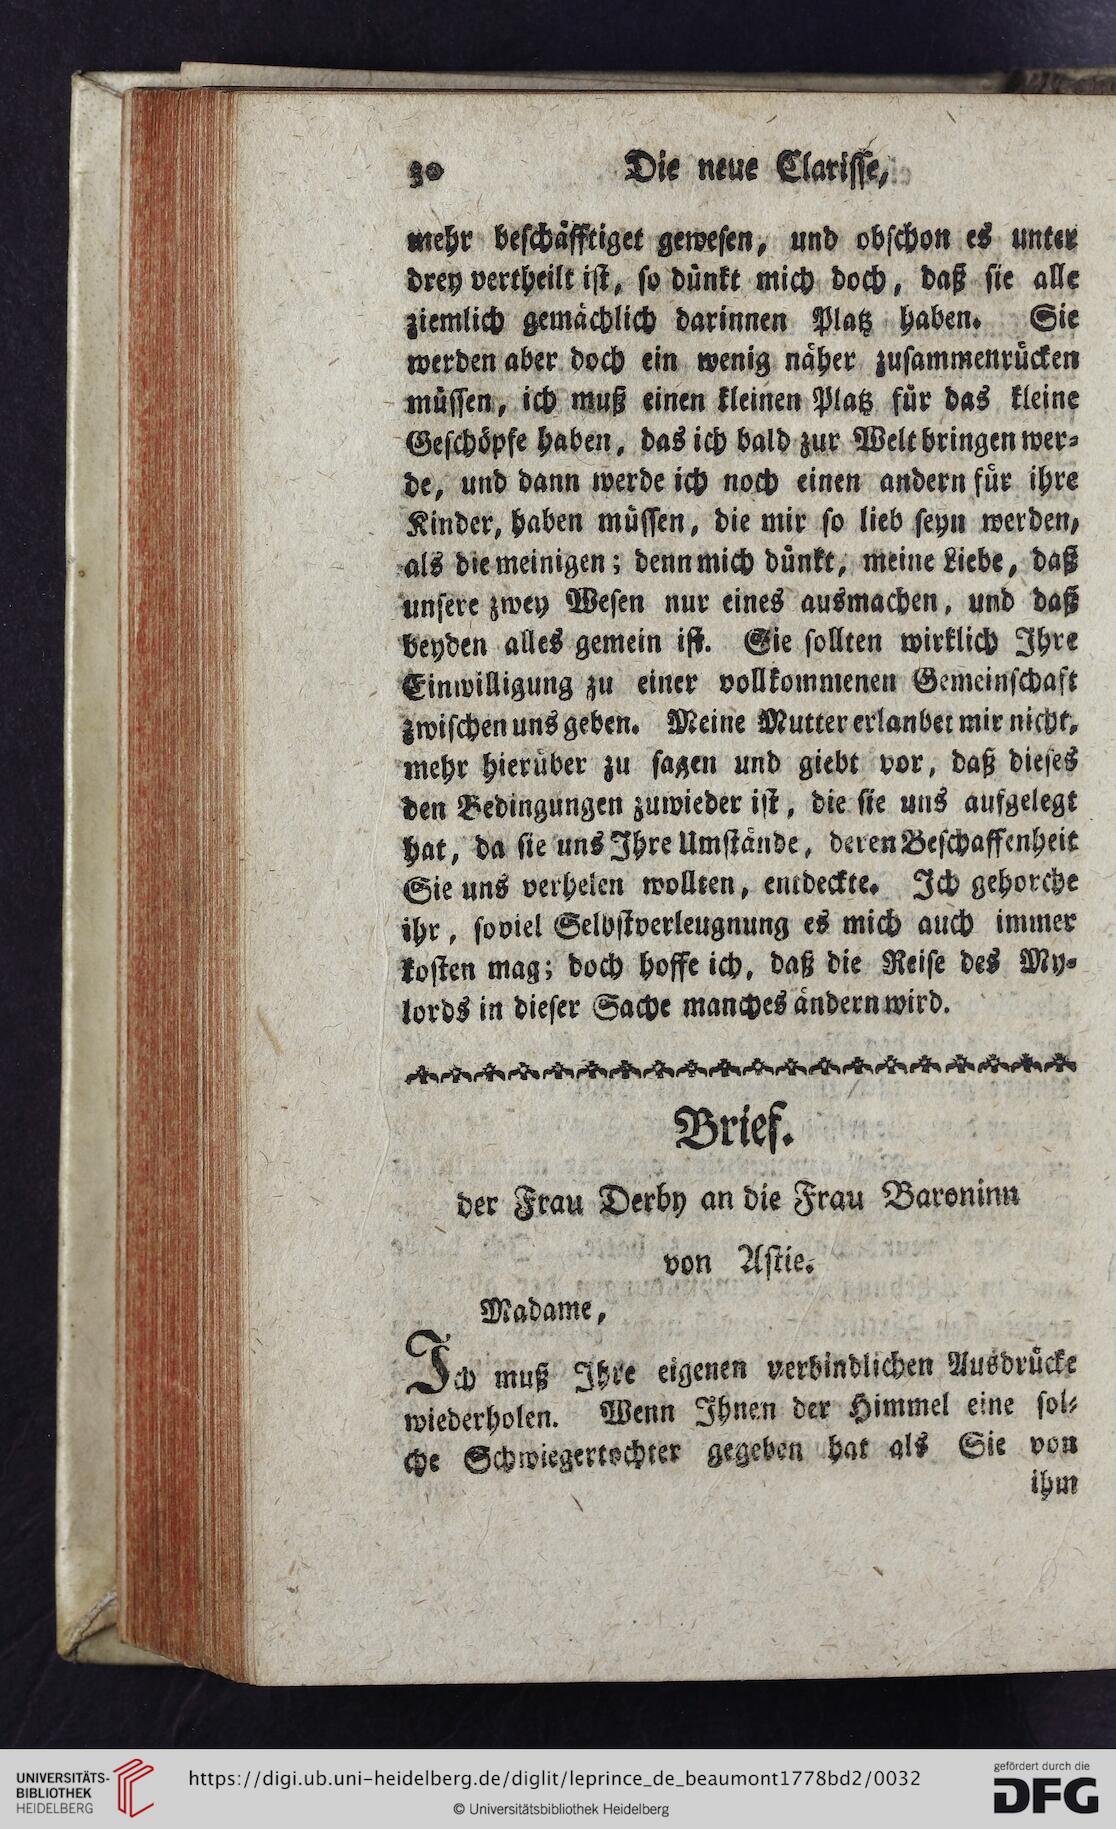 30 Die neue Clarisse,
mehr beschäfftiget gewesen, und obschon es unter
drey vertheilt ist, so dünkt mich doch, daß sie alle
ziemlich gemächlich darinnen Platz haben. Sie
werden aber doch ein wenig näher zusammenrücken
müssen, ich muß einen kleinen Platz für das kleine
Geschöpfe haben, das ich bald zur Welt bringen wer-
de, und dann werde ich noch einen andern für ihre
Kinder, haben müssen, die mir so lieb seyn werden,
als die meinigen; denn mich dünkt, meine Liebe, daß
unsere zwey Wesen nur eines ausmachen, und daß
beyden alles gemein ist. Sie sollten wirklich Ihre
Einwilligung zu einer vollkommenen Gemeinschaft
zwischen uns geben. Meine Mutter erlanbet mir nicht,
mehr hierüber zu sagen und giebt vor, daß dieses
den Bedingungen zuwieder ist, die sie uns aufgelegt
hat, da sie uns Ihre Umstände, deren Beschaffenheit
Sie uns verhelen wollten, entdeckte. Ich gehorche
ihr, soviel Selbstverleugnung es mich auch immer
kosten mag; doch hoffe ich, daß die Reise des My-
lords in dieser Sache manches ändern wird.
Brief.
der Frau Derby an die Frau Baroninn
von Astie.
Madame,
Ich muß Ihre eigenen verbindlichen Ausdrücke
wiederholen. Wenn Ihnen der Himmel eine sol-
che Schwiegertochter gegeben hat als Sie von
ihm
UNIVERSITÄTS-
BIBLIOTHEK
HEIDELBERG
https://digi.ub.uni-heidelberg.de/diglit/leprince_de_beaumont1778bd2/0032
© Universitätsbibliothek Heidelberg
gefördert durch die
DFG